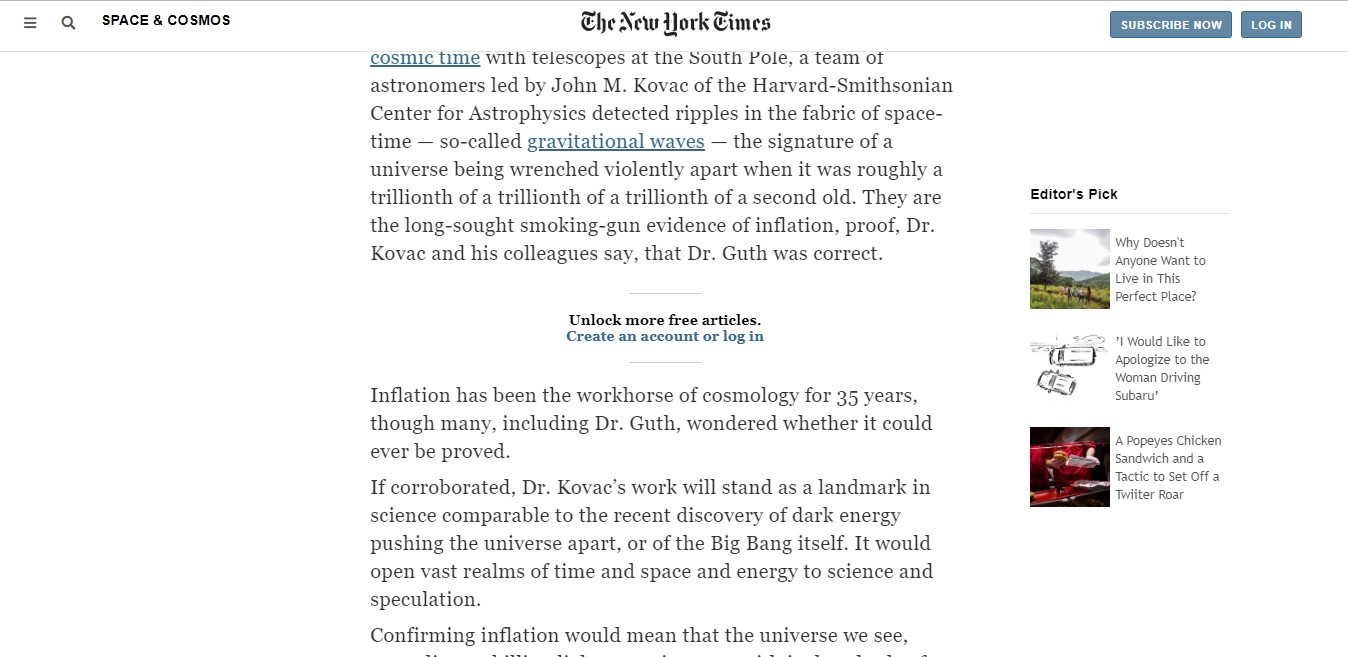 SPACE & COSMOS
The New York Times
SUBSCRIBE NOW
LOG IN
cosmic time with telescopes at the South Pole, a team of
astronomers led by John M. Kovac of the Harvard-Smithsonian
Center for Astrophysics detected ripples in the fabric of space-
time — so-called gravitational waves — the signature of a
universe being wrenched violently apart when it was roughly a
trillionth of a trillionth of a trillionth of a second old. They are
the long-sought smoking-gun evidence of inflation, proof, Dr.
Kovac and his colleagues say, that Dr. Guth was correct.
Unlock more free articles.
Create an account or log in
Inflation has been the workhorse of cosmology for 35 years,
though many, including Dr. Guth, wondered whether it could
ever be proved.
If corroborated, Dr. Kovac’s work will stand as a landmark in
science comparable to the recent discovery of dark energy
pushing the universe apart, or of the Big Bang itself. It would
open vast realms of time and space and energy to science and
speculation.
Confirming inflation would mean that the universe we see,
Editor's Pick
Why Doesn't
Anyone Want to
Live in This
Perfect Place?
’I Would Like to
Apologize to the
Woman Driving
Subaru’
A Popeyes Chicken
Sandwich and a
Tactic to Set Off a
Twiiter Roar